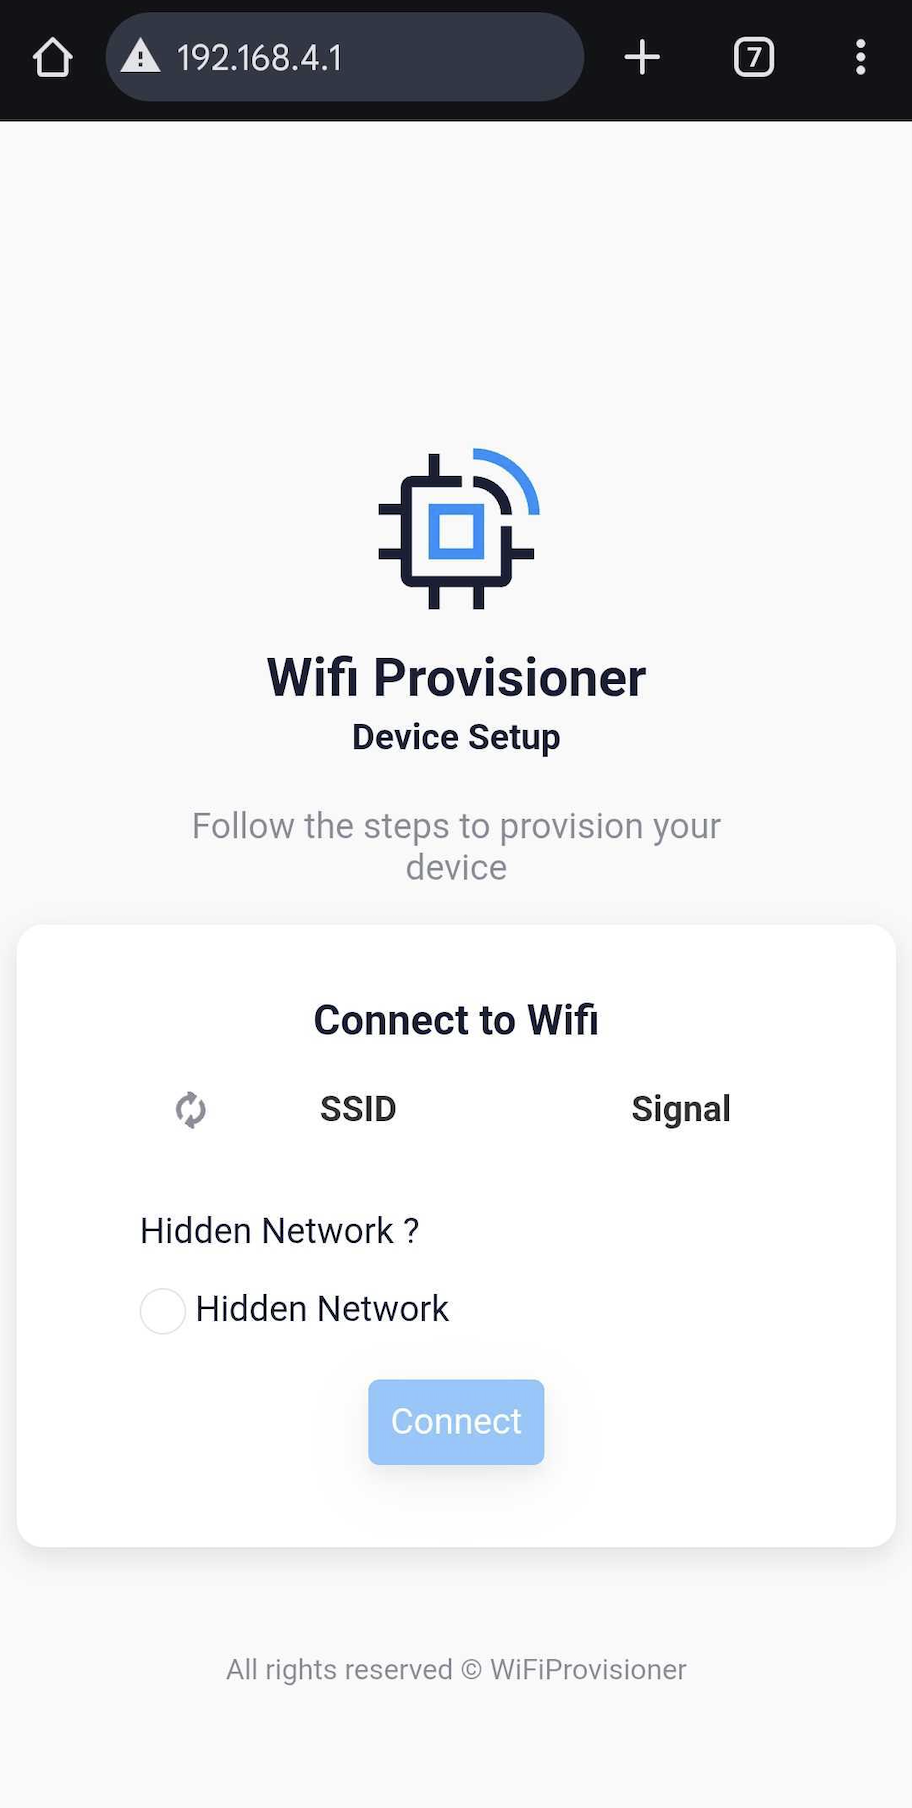 192.168.4.1
7
Wifi Provisioner
Device Setup
Follow the steps to provision your
device
Connect to Wifi
SSID Signal
Hidden Network ?
Hidden Network
Connect
All rights reserved © WiFiProvisioner